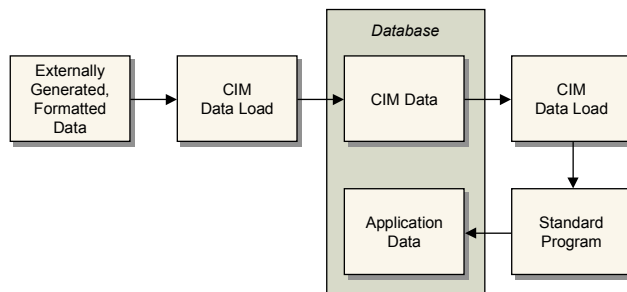 Database
Externally
Generated,
Formatted
Data
CIM
Data Load
CIM Data
CIM
Data Load
Application
Data
Standard
Program